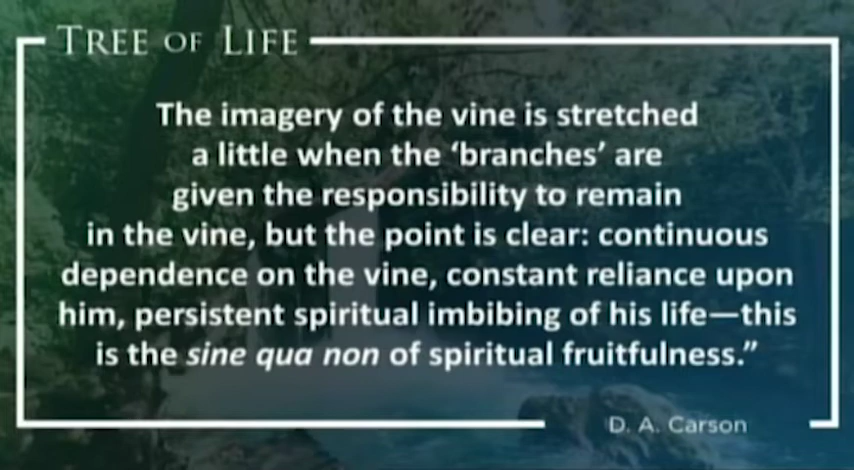 TREE OF LIFE
The imagery of the vine is stretched
a little when the ‘branches’ are
given the responsibility to remain
in the vine, but the point is clear: continuous
dependence on the vine, constant reliance upon
him, persistent spiritual imbibing of his life—this
is the sine qua non of spiritual fruitfulness.”
D. A. Carson